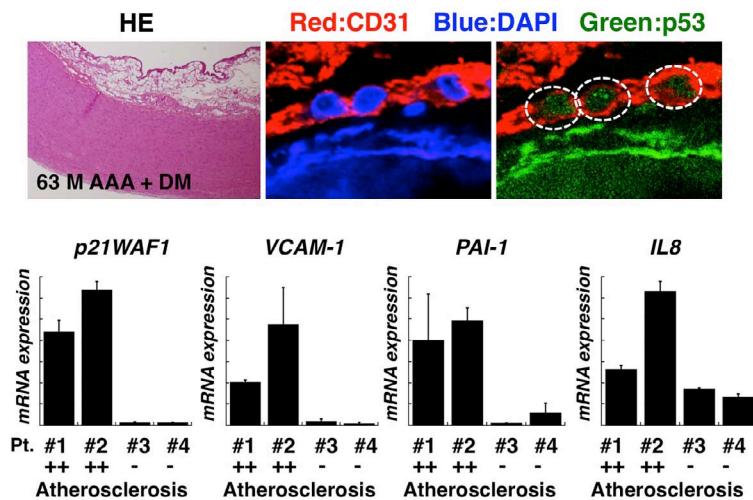 HE
Red:CD31 Blue:DAPI Green:p53
63 M AAA + DM
p21WAF1 VCAM-1 PAI-1 IL8
mRNA expression mRNA expression mRNA expression mRNA expression
Pt. #1 #2 #3 #4 #1 #2 #3 #4 #1 #2 #3 #4 #1 #2 #3 #4
++ ++ - - ++ ++ - - ++ ++ - - ++ ++ - -
Atherosclerosis Atherosclerosis Atherosclerosis Atherosclerosis